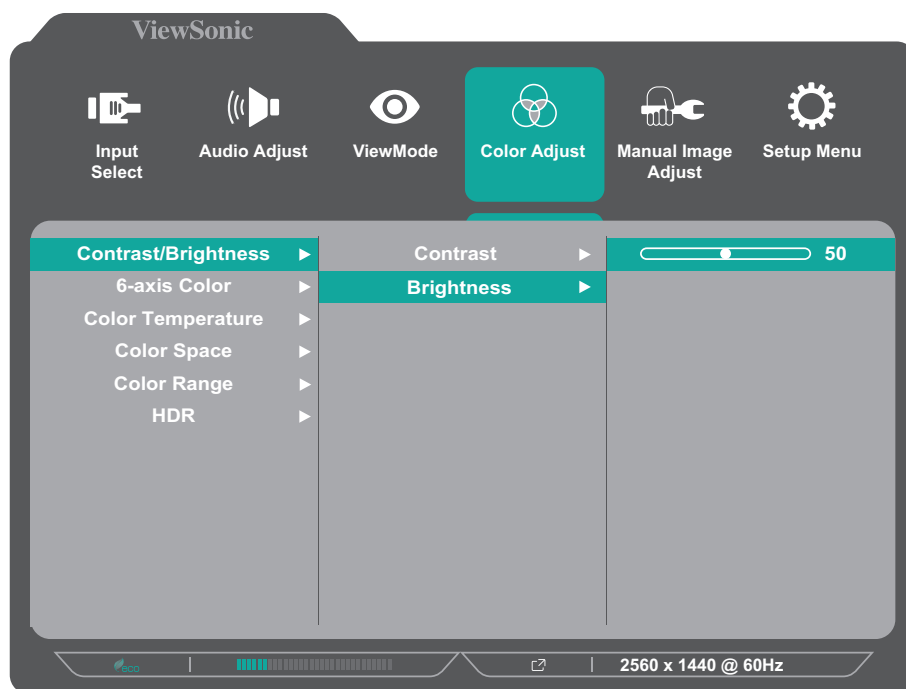 ViewSonic
Input
Select
Audio Adjust
ViewMode
Color Adjust
Manual Image
Adjust
Setup Menu
Contrast/Brightness
6-axis Color
Color Temperature
Color Space
Color Range
HDR
Contrast
Brightness
50
eco
2560 x 1440 @ 60Hz